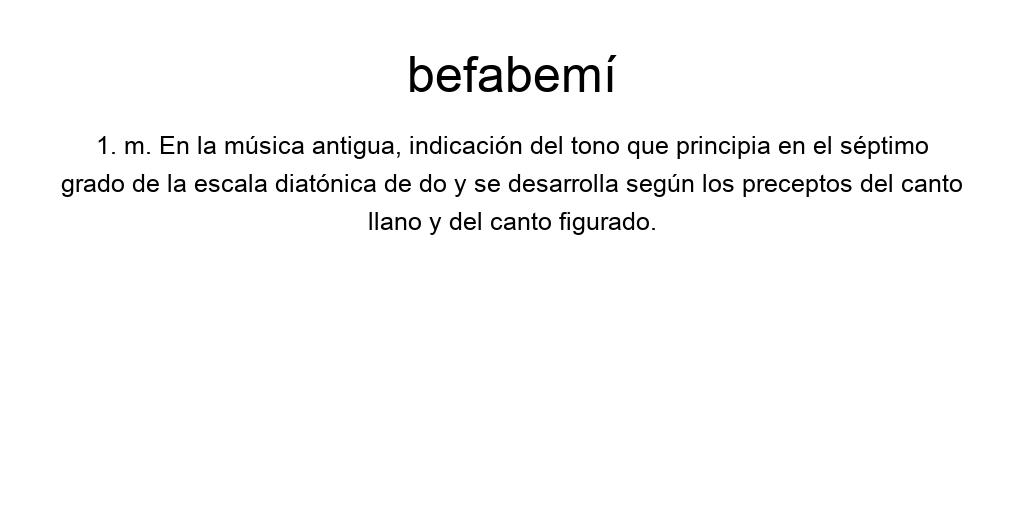 befabemí
1. m. En la música antigua, indicación del tono que principia en el séptimo
grado de la escala diatónica de do y se desarrolla según los preceptos del canto
llano y del canto figurado.